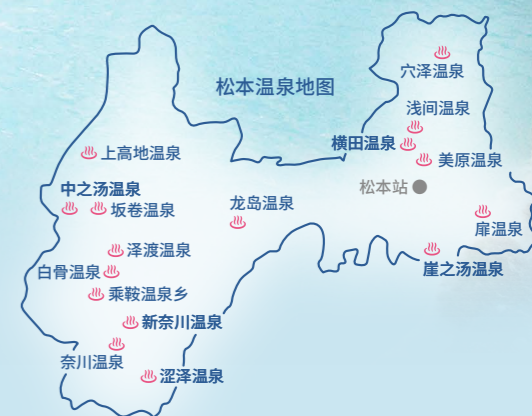 穴泽温泉
松本温泉地图
浅间温泉
横田温泉
上高地温泉
美原温泉
中之汤温泉
松本站
坂卷温泉
龙岛温泉
扉温泉
泽渡温泉
白骨温泉
崖之汤温泉
乘鞍温泉乡
新奈川温泉
奈川温泉
涩泽温泉